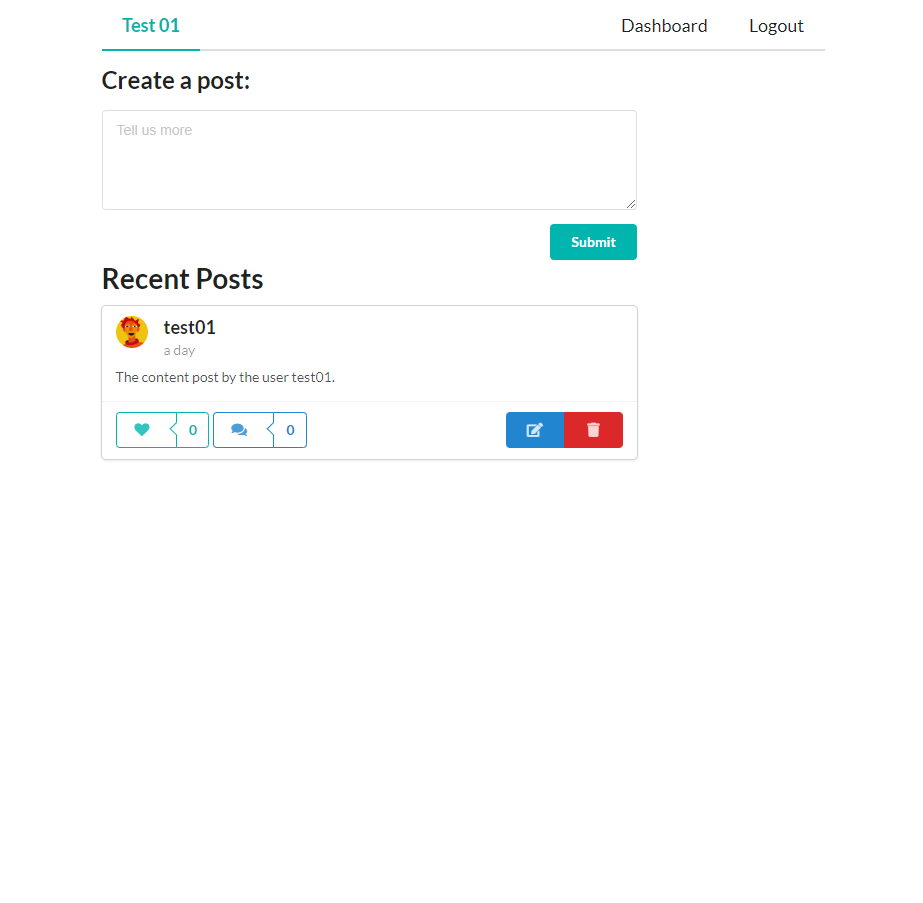 Test 01 Dashboard Logout
Create a post:
Tell us more
Submit
Recent Posts
test01
a day
The content post by the user test01.
0 0